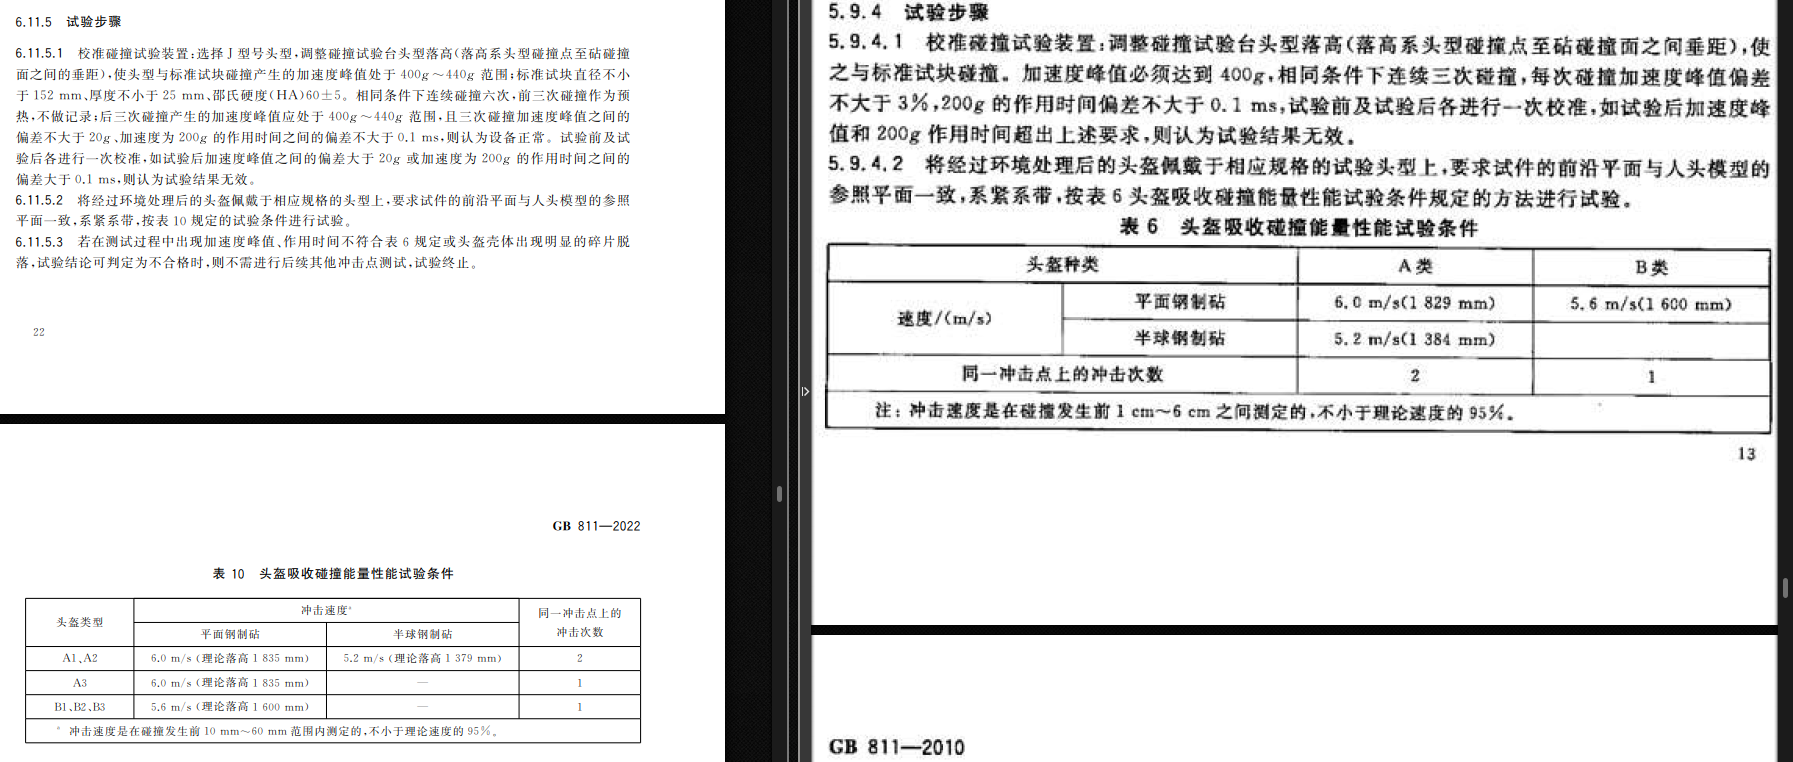 6.11.5 试验步骤
6.11.5.1 校准碰撞试验装置:选择 J 型号头型,调整碰撞试验台头型落高(落高系头型碰撞点至砧碰撞
面之间的垂距),使头型与标准试块碰撞产生的加速度峰值处于 400g～440g 范围;标准试块直径不小
于 152 mm、厚度不小于 25 mm、邵氏硬度(HA)60±5。相同条件下连续碰撞六次,前三次碰撞作为预
热,不做记录;后三次碰撞产生的加速度峰值应处于 400g～440g 范围,且三次碰撞加速度峰值之间的
偏差不大于 20g、加速度为 200g 的作用时间之间的偏差不大于 0.1 ms,则认为设备正常。试验前及试
验后各进行一次校准,如试验后加速度峰值之间的偏差大于 20g 或加速度为 200g 的作用时间之间的
偏差大于 0.1 ms,则认为试验结果无效。
6.11.5.2 将经过环境处理后的头盔佩戴于相应规格的头型上,要求试件的前沿平面与人头模型的参照
平面一致,系紧系带,按表 10 规定的试验条件进行试验。
6.11.5.3 若在测试过程中出现加速度峰值、作用时间不符合表 6 规定或头盔壳体出现明显的碎片脱
落,试验结论可判定为不合格时,则不需进行后续其他冲击点测试,试验终止。
22
GB 811—2022
表 10 头盔吸收碰撞能量性能试验条件
头盔类型 冲击速度ᵃ 同一冲击点上的
冲击次数
平面钢制砧 半球钢制砧
A1、A2 6.0 m/s (理论落高 1 835 mm) 5.2 m/s (理论落高 1 379 mm) 2
A3 6.0 m/s (理论落高 1 835 mm) — 1
B1、B2、B3 5.6 m/s (理论落高 1 600 mm) — 1
ᵃ 冲击速度是在碰撞发生前 10 mm～60 mm 范围内测定的,不小于理论速度的 95%。
5.9.4 试验步骤
5.9.4.1 校准碰撞试验装置:调整碰撞试验台头型落高(落高系头型碰撞点至砧碰撞面之间垂距),使
之与标准试块碰撞。加速度峰值必须达到 400g,相同条件下连续三次碰撞,每次碰撞加速度峰值偏差
不大于 3%,200g 的作用时间偏差不大于 0.1 ms,试验前及试验后各进行一次校准,如试验后加速度峰
值和 200g 作用时间超出上述要求,则认为试验结果无效。
5.9.4.2 将经过环境处理后的头盔佩戴于相应规格的试验头型上,要求试件的前沿平面与人头模型的
参照平面一致,系紧系带,按表 6 头盔吸收碰撞能量性能试验条件规定的方法进行试验。
表 6 头盔吸收碰撞能量性能试验条件
头盔种类 A 类 B 类
速度/(m/s) 平面钢制砧 6.0 m/s(1 829 mm) 5.6 m/s(1 600 mm)
半球钢制砧 5.2 m/s(1 384 mm)
同一冲击点上的冲击次数 2 1
注:冲击速度是在碰撞发生前 1 cm～6 cm 之间测定的,不小于理论速度的 95%。
13
GB 811—2010